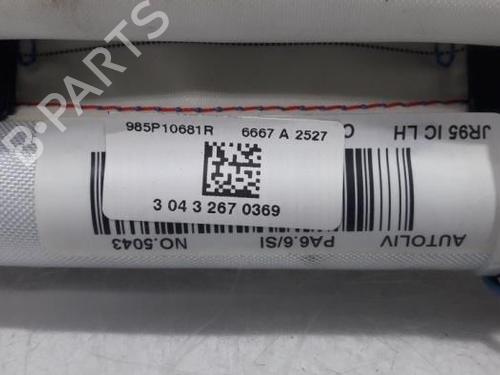 985P10681R 6667 A 2527
3 04 3 267 0369
JR95 IC LH
AUTOLIV PA6.6/SI NO.5043
B-PARTS